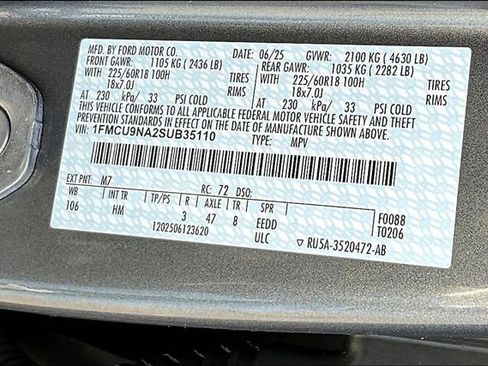 MFD. BY FORD MOTOR CO. DATE: 06/25 GVWR: 2100 KG ( 4630 LB)
FRONT GAWR: 1105 KG ( 2436 LB) REAR GAWR: 1035 KG ( 2282 LB)
WITH 225/60R18 100H TIRES WITH 225/60R18 100H TIRES
18x7.0J RIMS 18x7.0J RIMS
AT 230 kPa/ 33 PSI COLD AT 230 kPa/ 33 PSI COLD
THIS VEHICLE CONFORMS TO ALL APPLICABLE FEDERAL MOTOR VEHICLE SAFETY AND THEFT
PREVENTION STANDARDS IN EFFECT ON THE DATE OF MANUFACTURE SHOWN ABOVE.
VIN: 1FMCU9NA2SUB35110
TYPE: MPV
EXT PNT: M7 RC: 72 DSO:
WB INT TR TP/PS R AXLE TR SPR F0088
106 HM 3 47 8 EEDD T0206
1202506123620 ULC ▽ RU5A-3520472-AB